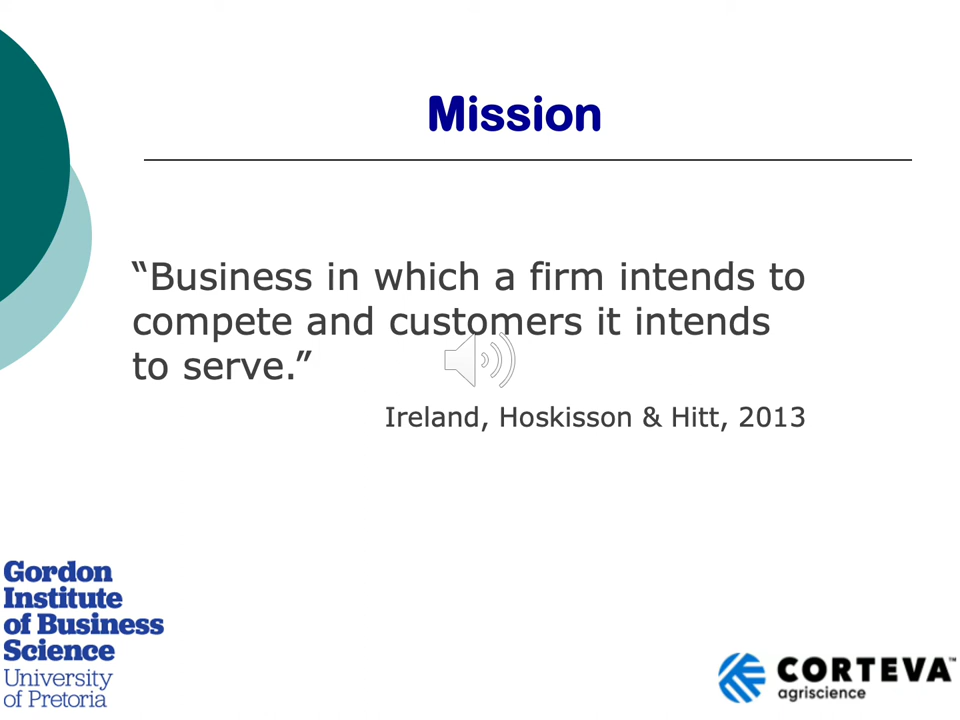 Mission
“Business in which a firm intends to
compete and customers it intends
to serve.”
Ireland, Hoskisson & Hitt, 2013
Gordon
Institute
of Business
Science
University
of Pretoria
CORTEVA™
agriscience